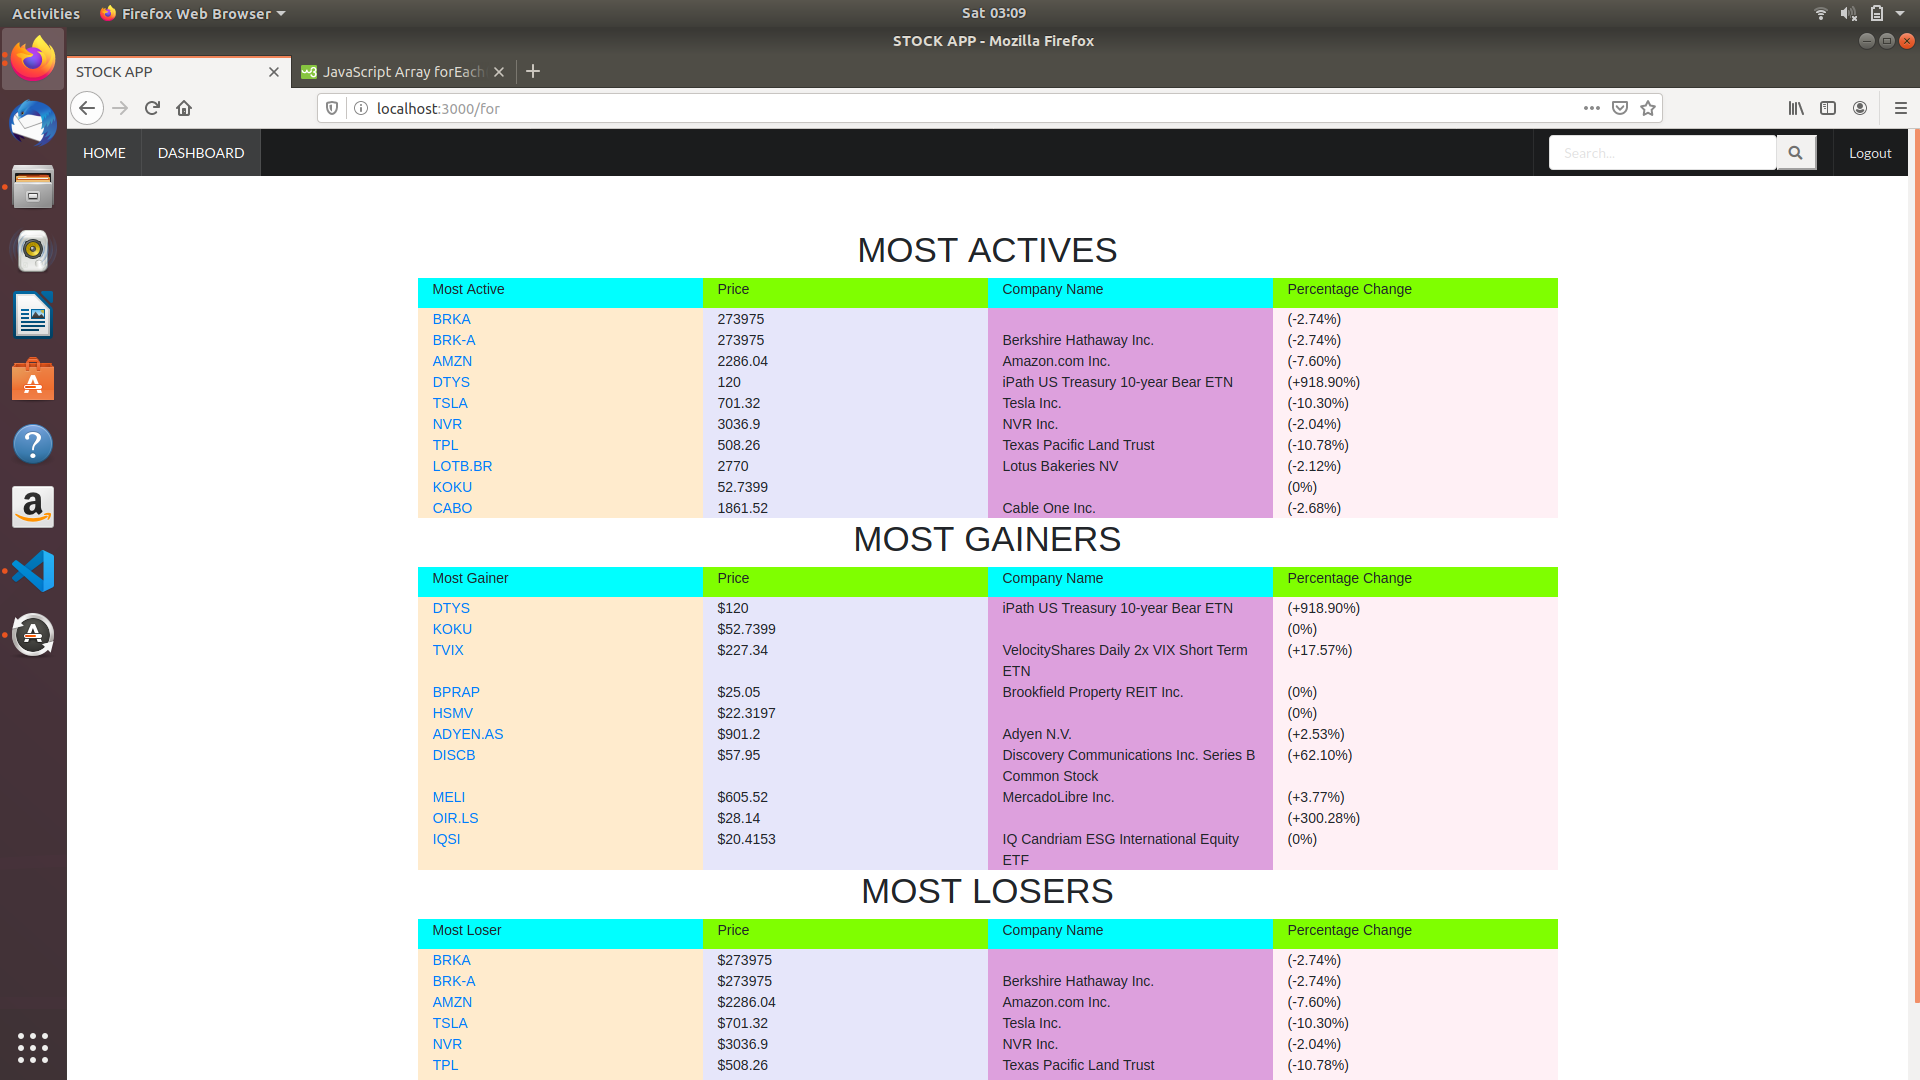 Activities Firefox Web Browser Sat 03:09
STOCK APP - Mozilla Firefox
STOCK APP JavaScript Array forEach
localhost:3000/for
HOME DASHBOARD Search... Logout
MOST ACTIVES
Most Active Price Company Name Percentage Change
BRKA 273975 (-2.74%)
BRK-A 273975 Berkshire Hathaway Inc. (-2.74%)
AMZN 2286.04 Amazon.com Inc. (-7.60%)
DTYS 120 iPath US Treasury 10-year Bear ETN (+918.90%)
TSLA 701.32 Tesla Inc. (-10.30%)
NVR 3036.9 NVR Inc. (-2.04%)
TPL 508.26 Texas Pacific Land Trust (-10.78%)
LOTB.BR 2770 Lotus Bakeries NV (-2.12%)
KOKU 52.7399 (0%)
CABO 1861.52 Cable One Inc. (-2.68%)
MOST GAINERS
Most Gainer Price Company Name Percentage Change
DTYS $120 iPath US Treasury 10-year Bear ETN (+918.90%)
KOKU $52.7399 (0%)
TVIX $227.34 VelocityShares Daily 2x VIX Short Term (+17.57%)
ETN
BPRAP $25.05 Brookfield Property REIT Inc. (0%)
HSMV $22.3197 (0%)
ADYEN.AS $901.2 Adyen N.V. (+2.53%)
DISCB $57.95 Discovery Communications Inc. Series B (+62.10%)
Common Stock
MELI $605.52 MercadoLibre Inc. (+3.77%)
OIR.LS $28.14 (+300.28%)
IQSI $20.4153 IQ Candriam ESG International Equity (0%)
ETF
MOST LOSERS
Most Loser Price Company Name Percentage Change
BRKA $273975 (-2.74%)
BRK-A $273975 Berkshire Hathaway Inc. (-2.74%)
AMZN $2286.04 Amazon.com Inc. (-7.60%)
TSLA $701.32 Tesla Inc. (-10.30%)
NVR $3036.9 NVR Inc. (-2.04%)
TPL $508.26 Texas Pacific Land Trust (-10.78%)